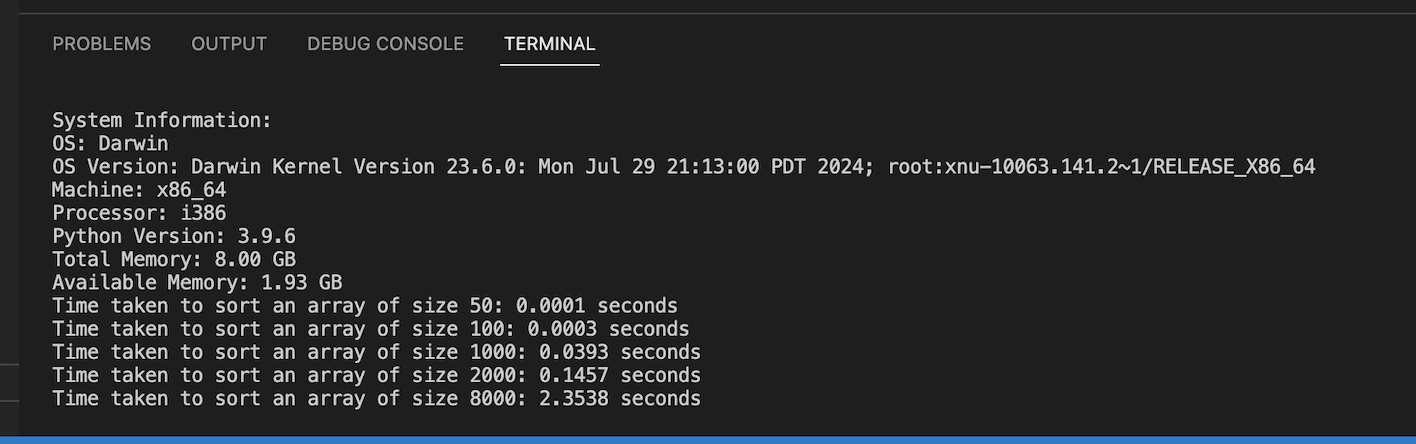 PROBLEMS OUTPUT DEBUG CONSOLE TERMINAL
System Information:
OS: Darwin
OS Version: Darwin Kernel Version 23.6.0: Mon Jul 29 21:13:00 PDT 2024; root:xnu-10063.141.2~1/RELEASE_X86_64
Machine: x86_64
Processor: i386
Python Version: 3.9.6
Total Memory: 8.00 GB
Available Memory: 1.93 GB
Time taken to sort an array of size 50: 0.0001 seconds
Time taken to sort an array of size 100: 0.0003 seconds
Time taken to sort an array of size 1000: 0.0393 seconds
Time taken to sort an array of size 2000: 0.1457 seconds
Time taken to sort an array of size 8000: 2.3538 seconds